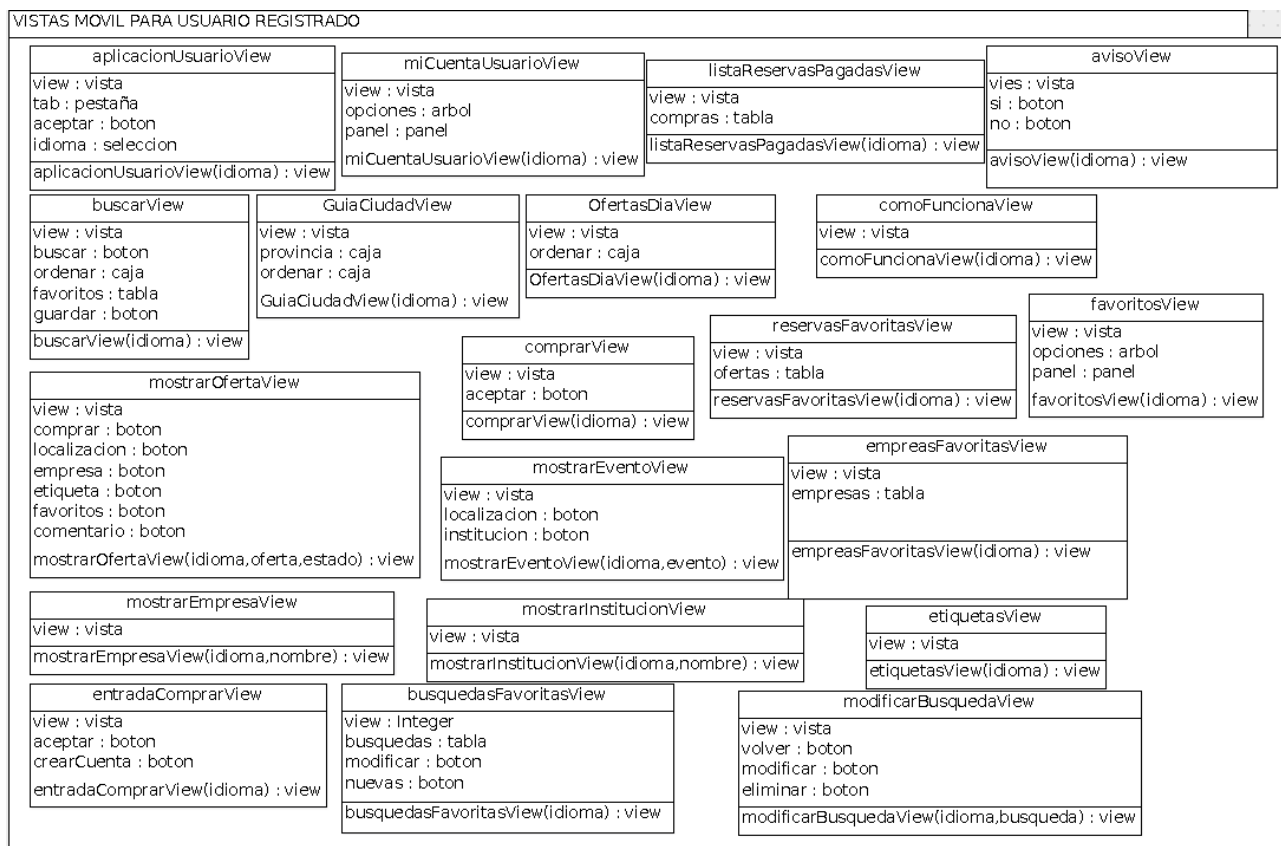 VISTAS MOVIL PARA USUARIO REGISTRADO
aplicacionUsuarioView
view : vista
tab : pestaña
aceptar : boton
idioma : seleccion
aplicacionUsuarioView(idioma) : view
miCuentaUsuarioView
view : vista
opciones : arbol
panel : panel
miCuentaUsuarioView(idioma) : view
listaReservasPagadasView
view : vista
compras : tabla
listaReservasPagadasView(idioma) : view
avisoView
vies : vista
si : boton
no : boton
avisoView(idioma) : view
buscarView
view : vista
buscar : boton
ordenar : caja
favoritos : tabla
guardar : boton
buscarView(idioma) : view
GuiaCiudadView
view : vista
provincia : caja
ordenar : caja
GuiaCiudadView(idioma) : view
OfertasDiaView
view : vista
ordenar : caja
OfertasDiaView(idioma) : view
comoFuncionaView
view : vista
comoFuncionaView(idioma) : view
comprarView
view : vista
aceptar : boton
comprarView(idioma) : view
reservasFavoritasView
view : vista
ofertas : tabla
reservasFavoritasView(idioma) : view
favoritosView
view : vista
opciones : arbol
panel : panel
favoritosView(idioma) : view
mostrarOfertaView
view : vista
comprar : boton
localizacion : boton
empresa : boton
etiqueta : boton
favoritos : boton
comentario : boton
mostrarOfertaView(idioma,oferta,estado) : view
mostrarEventoView
view : vista
localizacion : boton
institucion : boton
mostrarEventoView(idioma,evento) : view
empreasFavoritasView
view : vista
empresas : tabla
empreasFavoritasView(idioma) : view
mostrarEmpresaView
view : vista
mostrarEmpresaView(idioma,nombre) : view
mostrarInstitucionView
view : vista
mostrarInstitucionView(idioma,nombre) : view
etiquetasView
view : vista
etiquetasView(idioma) : view
entradaComprarView
view : vista
aceptar : boton
crearCuenta : boton
entradaComprarView(idioma) : view
busquedasFavoritasView
view : Integer
busquedas : tabla
modificar : boton
nuevas : boton
busquedasFavoritasView(idioma) : view
modificarBusquedaView
view : vista
volver : boton
modificar : boton
eliminar : boton
modificarBusquedaView(idioma,busqueda) : view